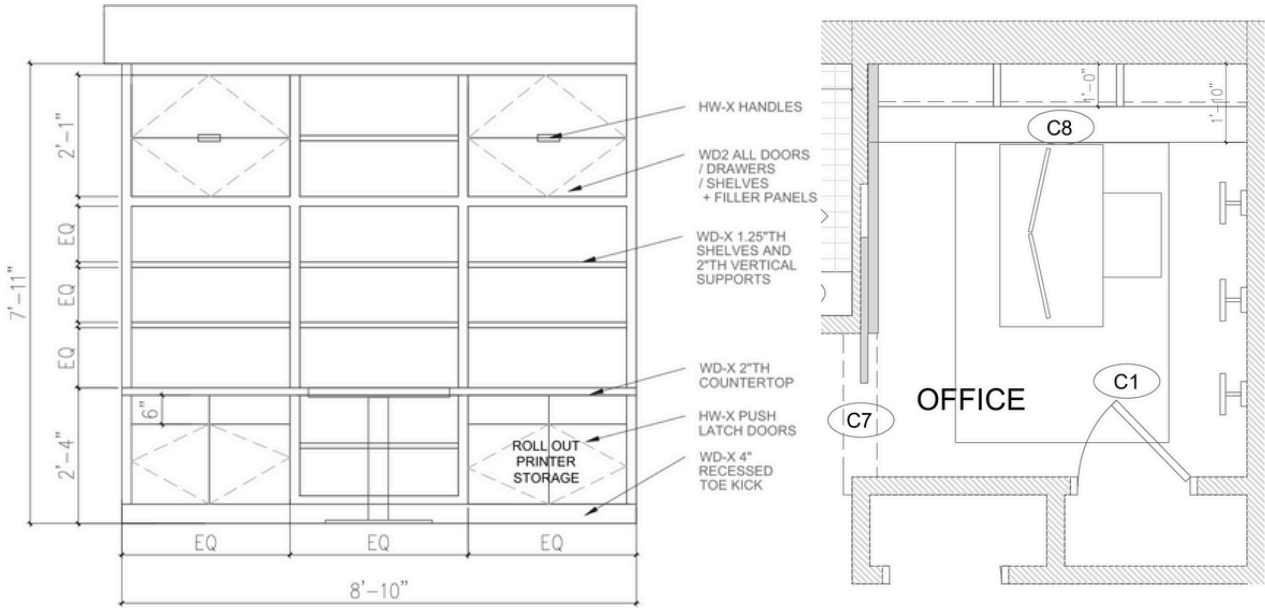 HW-X HANDLES
WD2 ALL DOORS
/ DRAWERS
/ SHELVES
+ FILLER PANELS
WD-X 1.25"TH
SHELVES AND
2"TH VERTICAL
SUPPORTS
WD-X 2"TH
COUNTERTOP
HW-X PUSH
LATCH DOORS
WD-X 4"
RECESSED
TOE KICK
ROLL OUT
PRINTER
STORAGE
7'-11"
2'-1"
EQ
EQ
EQ
2'-4"
6"
EQ
EQ
EQ
8'-10"
1'-0"
1'-10"
C8
C1
OFFICE
C7